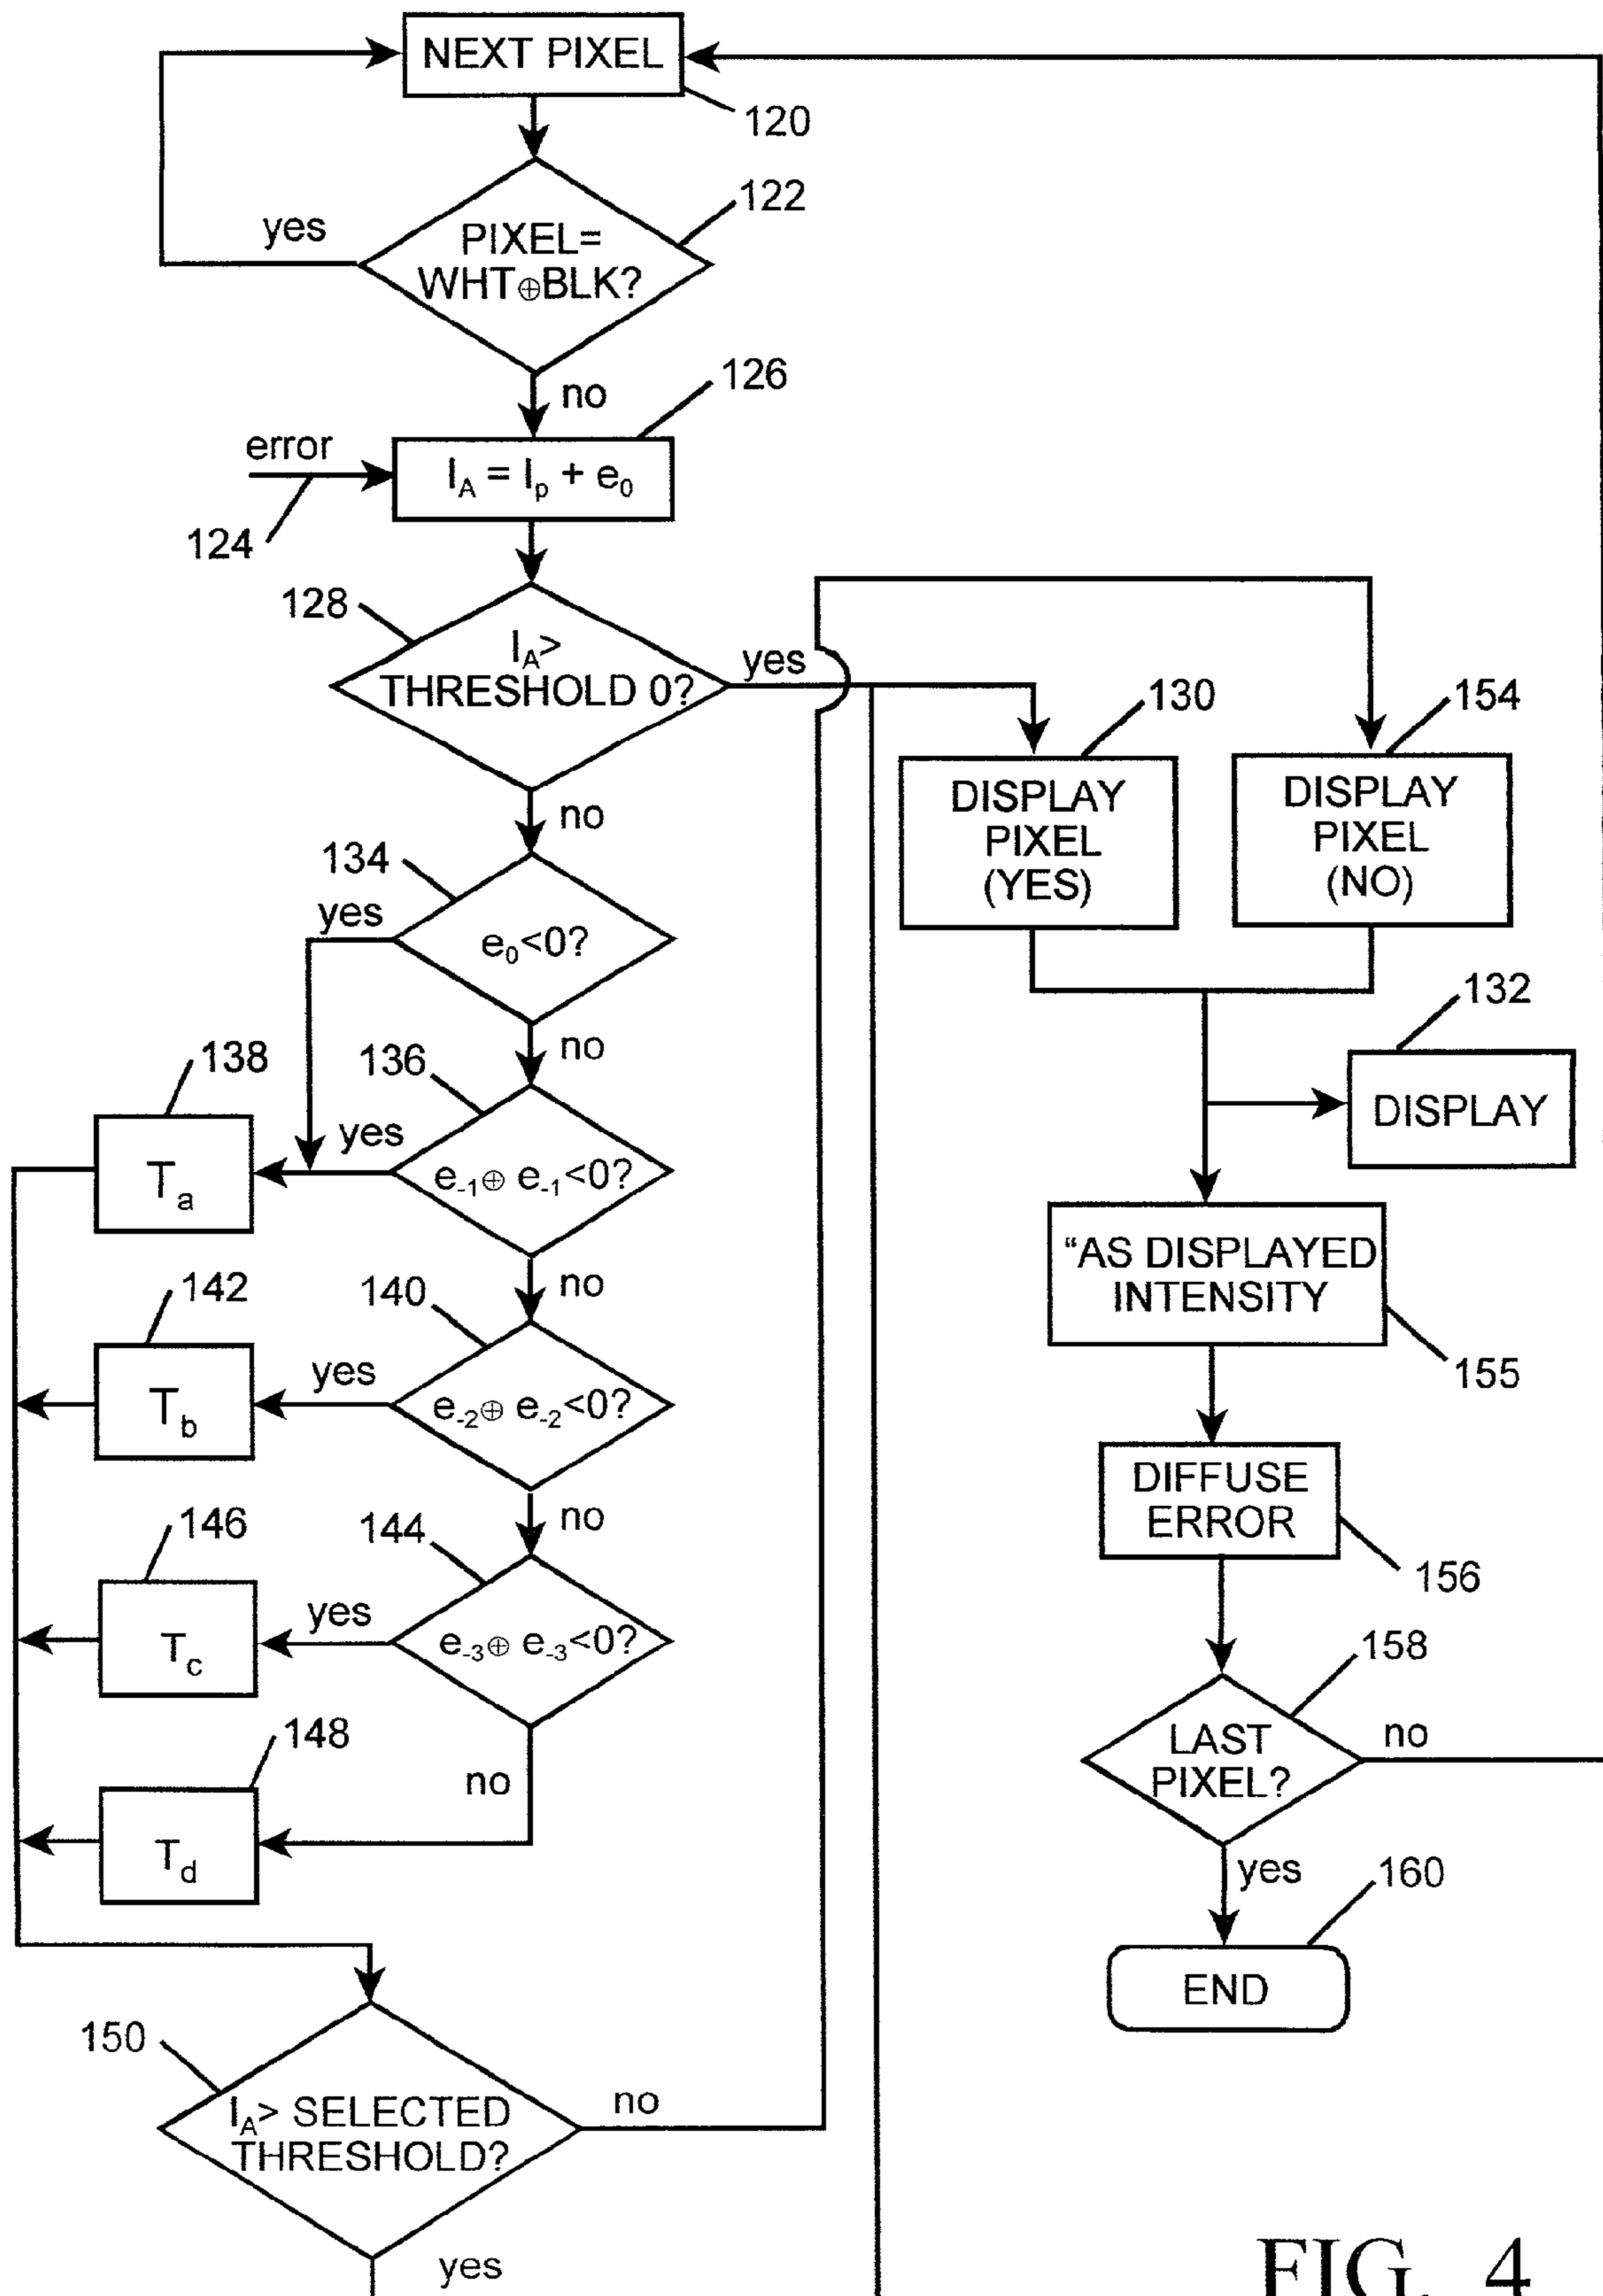 NEXT PIXEL
120
122
yes
PIXEL=
WHT⊕BLK?
126
no
error
I_A = I_p + e_0
124
128
I_A>
THRESHOLD 0?
yes
130
154
DISPLAY
PIXEL
(YES)
DISPLAY
PIXEL
(NO)
no
134
yes
e_0<0?
132
DISPLAY
no
138
136
yes
T_a
e_-1⊕ e_-1<0?
"AS DISPLAYED
INTENSITY
155
no
142
140
yes
T_b
e_-2⊕ e_-2<0?
DIFFUSE
ERROR
156
no
146
144
yes
T_c
e_-3⊕ e_-3<0?
158
LAST
PIXEL?
no
148
no
T_d
yes
160
END
150
I_A> SELECTED
THRESHOLD?
no
yes
FIG. 4